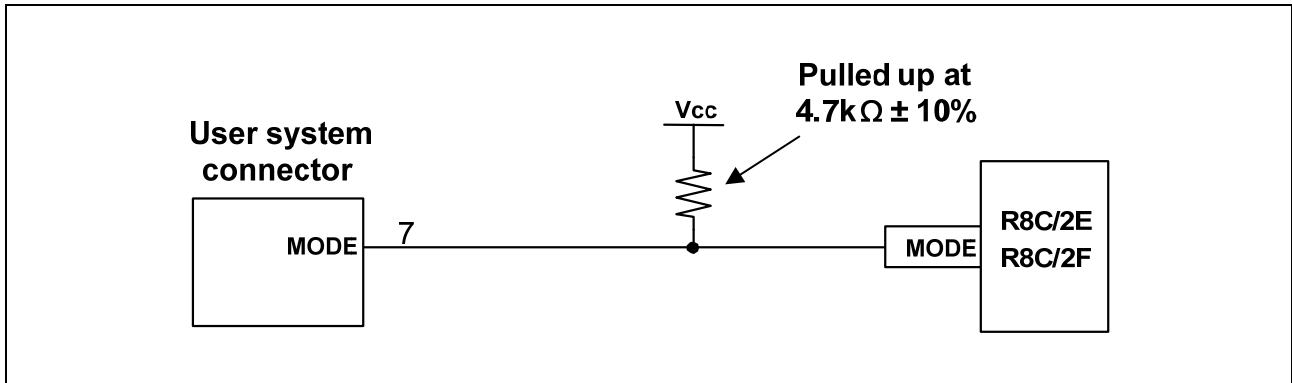 Pulled up at
4.7kΩ ± 10%
Vcc
User system
connector
MODE
7
MODE
R8C/2E
R8C/2F